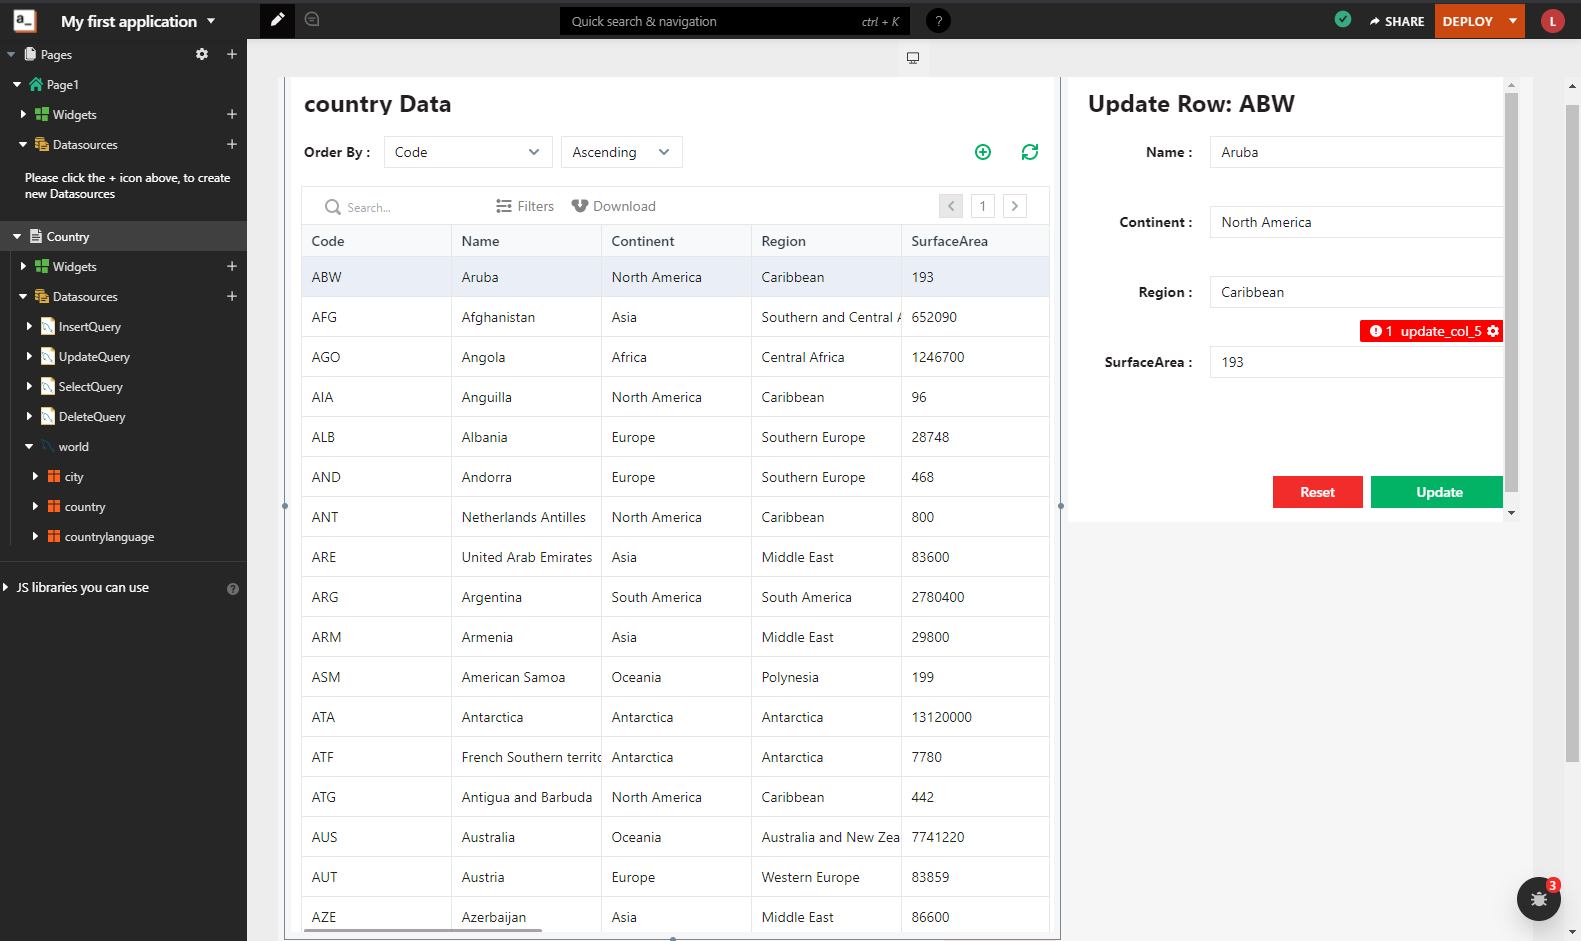 a_
My first application
Quick search & navigation
ctrl + K
?
SHARE
DEPLOY
L
Pages
Page1
Widgets
Datasources
Please click the + icon above, to create
new Datasources
Country
Widgets
Datasources
InsertQuery
UpdateQuery
SelectQuery
DeleteQuery
world
city
country
countrylanguage
JS libraries you can use
?
country Data
Order By :
Code
Ascending
Search...
Filters
Download
1
Code Name Continent Region SurfaceArea
ABW Aruba North America Caribbean 193
AFG Afghanistan Asia Southern and Central A 652090
AGO Angola Africa Central Africa 1246700
AIA Anguilla North America Caribbean 96
ALB Albania Europe Southern Europe 28748
AND Andorra Europe Southern Europe 468
ANT Netherlands Antilles North America Caribbean 800
ARE United Arab Emirates Asia Middle East 83600
ARG Argentina South America South America 2780400
ARM Armenia Asia Middle East 29800
ASM American Samoa Oceania Polynesia 199
ATA Antarctica Antarctica Antarctica 13120000
ATF French Southern territo Antarctica Antarctica 7780
ATG Antigua and Barbuda North America Caribbean 442
AUS Australia Oceania Australia and New Zea 7741220
AUT Austria Europe Western Europe 83859
AZE Azerbaijan Asia Middle East 86600
Update Row: ABW
Name : Aruba
Continent : North America
Region : Caribbean
1 update_col_5
SurfaceArea : 193
Reset
Update
3